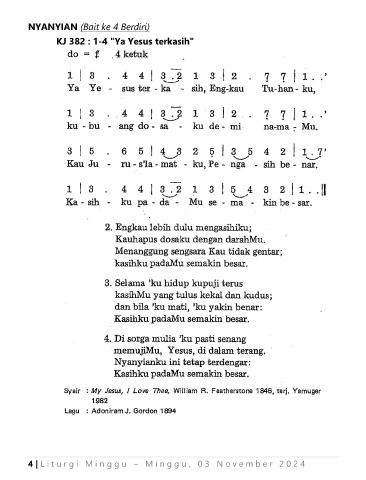 NYANYIAN (Bait ke 4 Berdiri)
KJ 382 : 1-4 "Ya Yesus terkasih"
do = f 4 ketuk
1 | 3 . 4 4 | 3 . 2 1 3 | 2 . 7 7 | 1 . . '
Ya Ye - sus ter - ka - sih, Eng-kau Tu-han - ku,
1 | 3 . 4 4 | 3 . 2 1 3 | 2 . 7 7 | 1 . . '
ku - bu - ang do - sa - ku de - mi na-ma - Mu.
3 | 5 . 6 5 | 4 3 2 5 | 3 5 4 2 | 1 . 7 '
Kau Ju - ru - s'la - mat - ku, Pe - nga - sih be - nar.
1 | 3 . 4 4 | 3 . 2 1 3 | 5 4 3 2 | 1 . . ||
Ka - sih - ku pa - da - Mu se - ma - kin be - sar.
2. Engkau lebih dulu mengasihiku;
Kauhapus dosaku dengan darahMu.
Menanggung sengsara Kau tidak gentar;
kasihku padaMu semakin besar.
3. Selama 'ku hidup kupuji terus
kasihMu yang tulus kekal dan kudus;
dan bila 'ku mati, 'ku yakin benar:
Kasihku padaMu semakin besar.
4. Di sorga mulia 'ku pasti senang
memujiMu, Yesus, di dalam terang.
Nyanyianku ini tetap terdengar:
Kasihku padaMu semakin besar.
Syair : My Jesus, I Love Thee, William R. Featherstone 1846, terj. Yamuger
1982
Lagu : Adoniram J. Gordon 1894
4 | Liturgi Minggu – Minggu, 03 November 2024